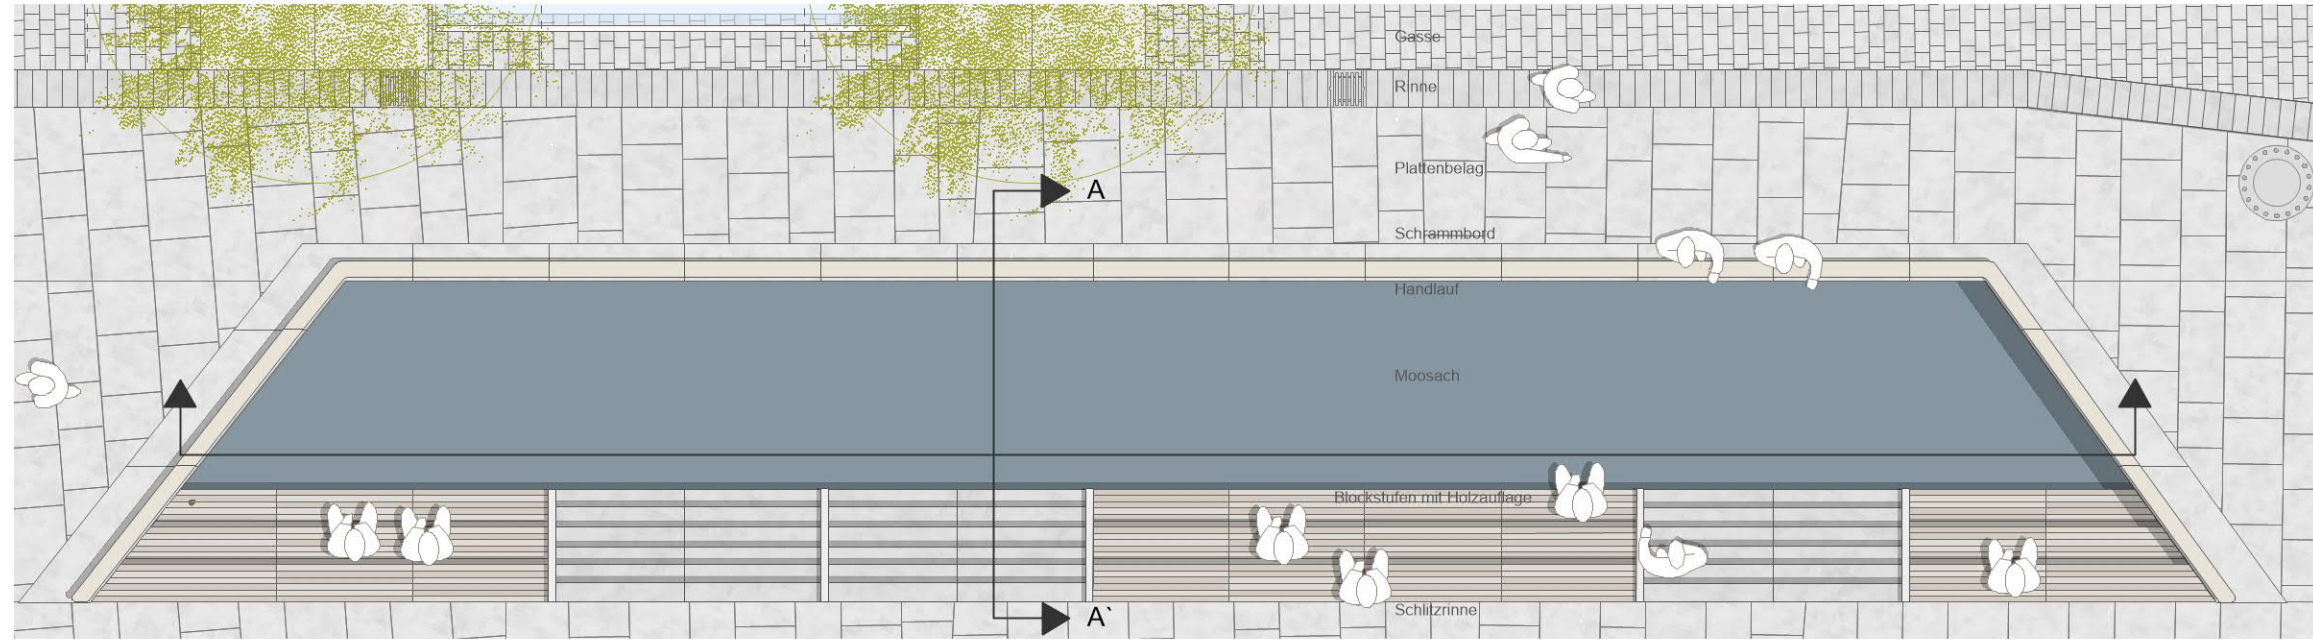 Gasse
Rinne
Plattenbelag
A
Schrammbord
Handlauf
Moosach
Blockstufen mit Holzauflage
Schlitzrinne
A`